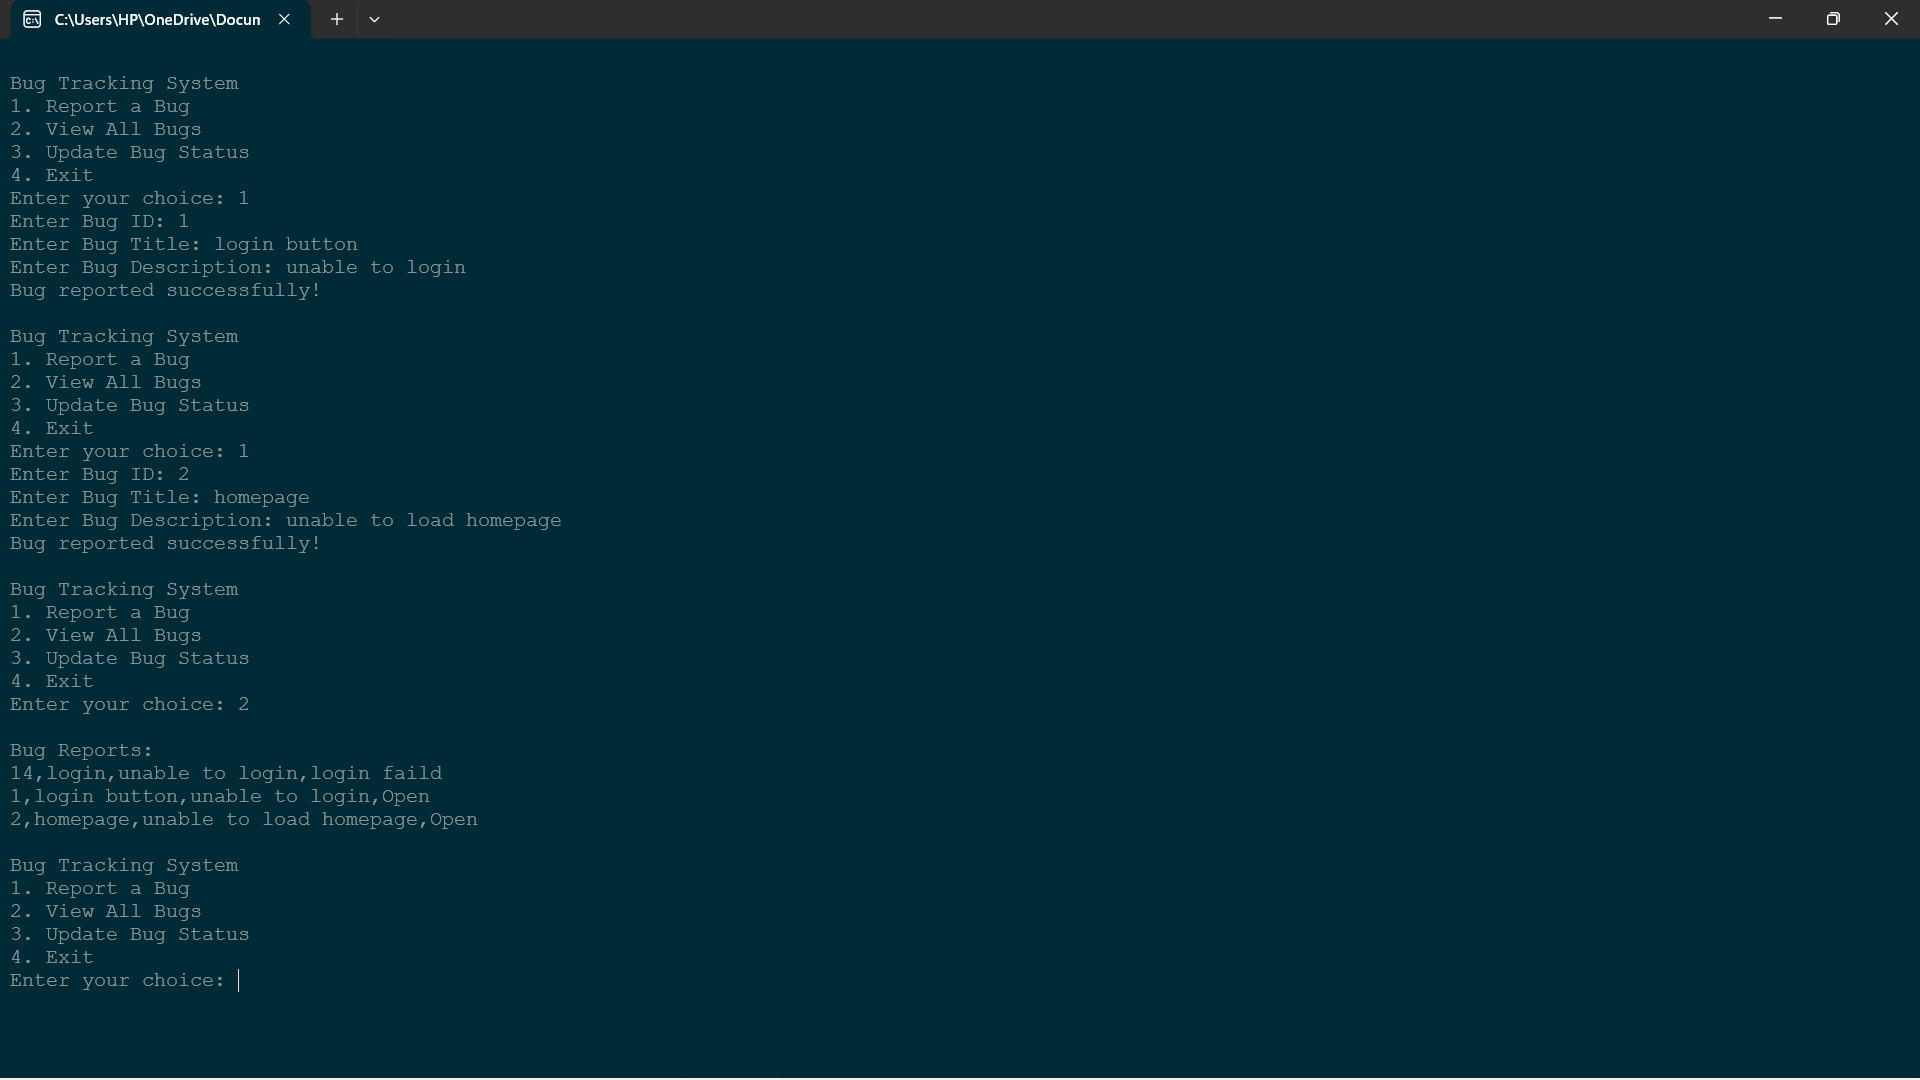 C:\Users\HP\OneDrive\Docun
Bug Tracking System
1. Report a Bug
2. View All Bugs
3. Update Bug Status
4. Exit
Enter your choice: 1
Enter Bug ID: 1
Enter Bug Title: login button
Enter Bug Description: unable to login
Bug reported successfully!
Bug Tracking System
1. Report a Bug
2. View All Bugs
3. Update Bug Status
4. Exit
Enter your choice: 1
Enter Bug ID: 2
Enter Bug Title: homepage
Enter Bug Description: unable to load homepage
Bug reported successfully!
Bug Tracking System
1. Report a Bug
2. View All Bugs
3. Update Bug Status
4. Exit
Enter your choice: 2
Bug Reports:
14,login,unable to login,login faild
1,login button,unable to login,Open
2,homepage,unable to load homepage,Open
Bug Tracking System
1. Report a Bug
2. View All Bugs
3. Update Bug Status
4. Exit
Enter your choice: